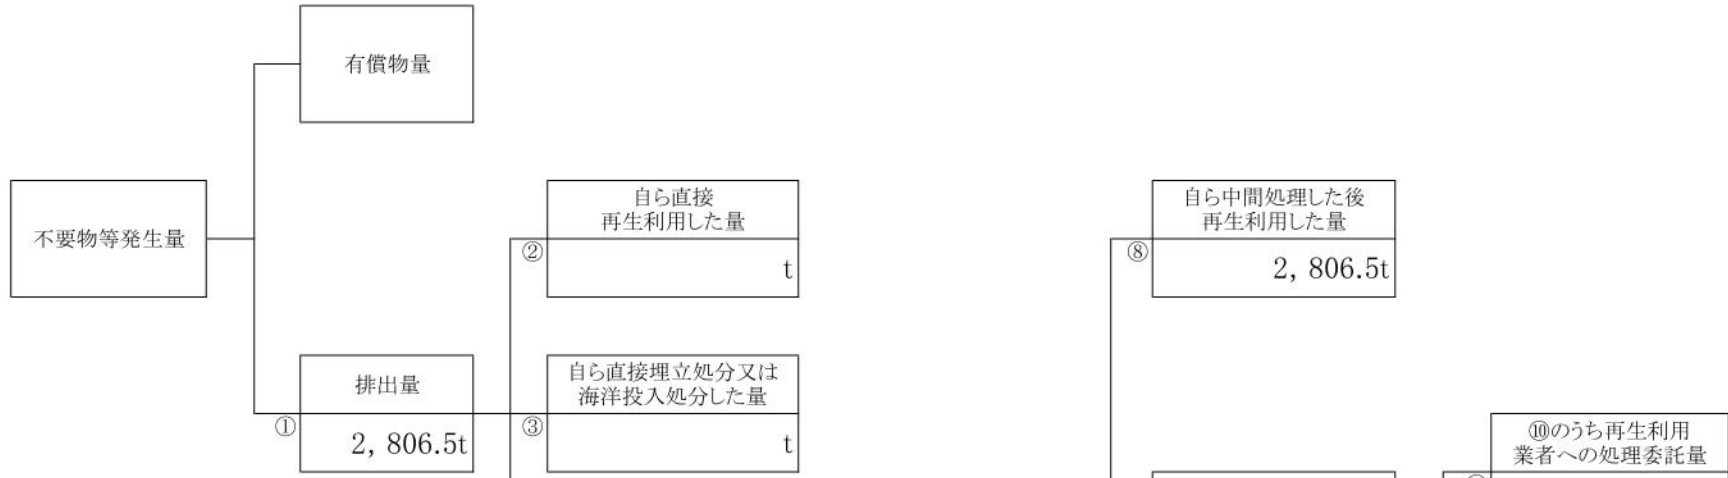 有償物量
不要物等発生量
自ら直接
再生利用した量
②
t
自ら中間処理した後
再生利用した量
⑧
2, 806.5t
排出量
①
2, 806.5t
自ら直接埋立処分又は
海洋投入処分した量
③
t
⑩のうち再生利用
業者への処理委託量